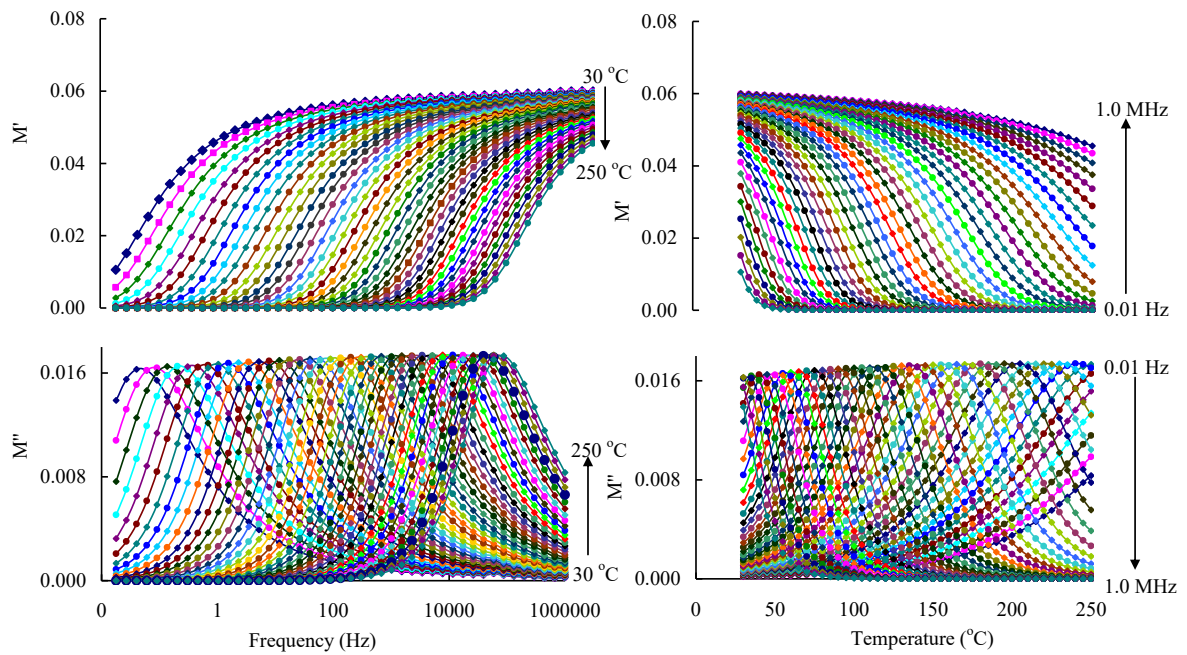 0.08
0.06
0.04
0.02
0.00
M'
30 °C
250 °C
0.08
0.06
0.04
0.02
0.00
M'
0 50 100 150 200 250
1.0 MHz
0.01 Hz
0.016
0.008
0.000
M"
250 °C
30 °C
0 1 100 10000 1000000
Frequency (Hz)
0.016
0.008
0.000
M"
0.01 Hz
1.0 MHz
Temperature (°C)